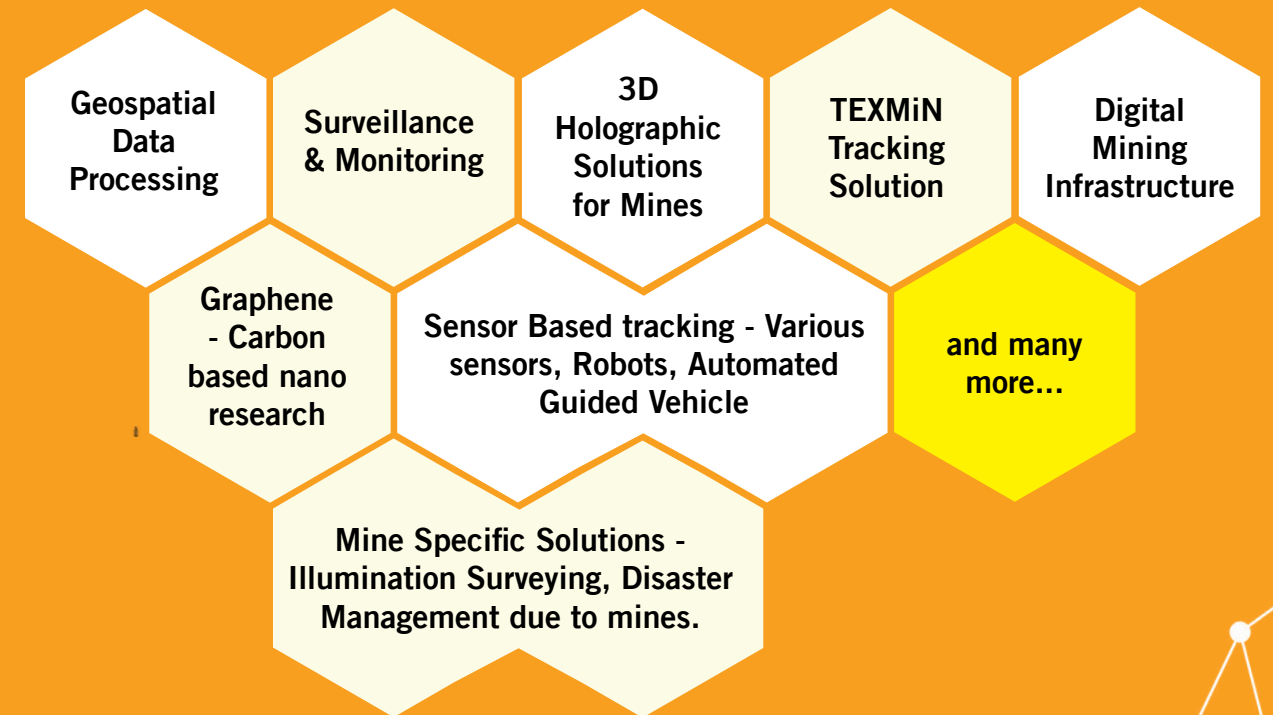 Geospatial
Data
Processing
Surveillance
& Monitoring
3D
Holographic
Solutions
for Mines
TEXMiN
Tracking
Solution
Digital
Mining
Infrastructure
Graphene
- Carbon
based nano
research
Sensor Based tracking - Various
sensors, Robots, Automated
Guided Vehicle
and many
more...
Mine Specific Solutions -
Illumination Surveying, Disaster
Management due to mines.